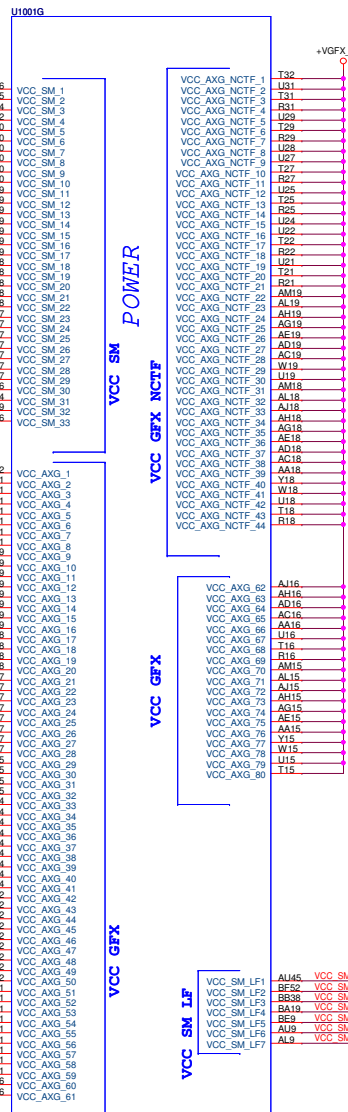 U1001G
+VGFX_
VCC_SM_1
VCC_SM_2
VCC_SM_3
VCC_SM_4
VCC_SM_5
VCC_SM_6
VCC_SM_7
VCC_SM_8
VCC_SM_9
VCC_SM_10
VCC_SM_11
VCC_SM_12
VCC_SM_13
VCC_SM_14
VCC_SM_15
VCC_SM_16
VCC_SM_17
VCC_SM_18
VCC_SM_19
VCC_SM_20
VCC_SM_21
VCC_SM_22
VCC_SM_23
VCC_SM_24
VCC_SM_25
VCC_SM_26
VCC_SM_27
VCC_SM_28
VCC_SM_29
VCC_SM_30
VCC_SM_31
VCC_SM_32
VCC_SM_33
VCC SM
POWER
VCC_AXG_1
VCC_AXG_2
VCC_AXG_3
VCC_AXG_4
VCC_AXG_5
VCC_AXG_6
VCC_AXG_7
VCC_AXG_8
VCC_AXG_9
VCC_AXG_10
VCC_AXG_11
VCC_AXG_12
VCC_AXG_13
VCC_AXG_14
VCC_AXG_15
VCC_AXG_16
VCC_AXG_17
VCC_AXG_18
VCC_AXG_19
VCC_AXG_20
VCC_AXG_21
VCC_AXG_22
VCC_AXG_23
VCC_AXG_24
VCC_AXG_25
VCC_AXG_26
VCC_AXG_27
VCC_AXG_28
VCC_AXG_29
VCC_AXG_30
VCC_AXG_31
VCC_AXG_32
VCC_AXG_33
VCC_AXG_34
VCC_AXG_35
VCC_AXG_36
VCC_AXG_37
VCC_AXG_38
VCC_AXG_39
VCC_AXG_40
VCC_AXG_41
VCC_AXG_42
VCC_AXG_43
VCC_AXG_44
VCC_AXG_45
VCC_AXG_46
VCC_AXG_47
VCC_AXG_48
VCC_AXG_49
VCC_AXG_50
VCC_AXG_51
VCC_AXG_52
VCC_AXG_53
VCC_AXG_54
VCC_AXG_55
VCC_AXG_56
VCC_AXG_57
VCC_AXG_58
VCC_AXG_59
VCC_AXG_60
VCC_AXG_61
VCC GFX
VCC GFX NCTF
VCC_AXG_NCTF_1 T32
VCC_AXG_NCTF_2 U31
VCC_AXG_NCTF_3 T31
VCC_AXG_NCTF_4 R31
VCC_AXG_NCTF_5 U29
VCC_AXG_NCTF_6 T29
VCC_AXG_NCTF_7 R29
VCC_AXG_NCTF_8 U28
VCC_AXG_NCTF_9 U27
VCC_AXG_NCTF_10 T27
VCC_AXG_NCTF_11 R27
VCC_AXG_NCTF_12 U25
VCC_AXG_NCTF_13 T25
VCC_AXG_NCTF_14 R25
VCC_AXG_NCTF_15 U24
VCC_AXG_NCTF_16 U22
VCC_AXG_NCTF_17 T22
VCC_AXG_NCTF_18 R22
VCC_AXG_NCTF_19 U21
VCC_AXG_NCTF_20 T21
VCC_AXG_NCTF_21 R21
VCC_AXG_NCTF_22 AM19
VCC_AXG_NCTF_23 AL19
VCC_AXG_NCTF_24 AH19
VCC_AXG_NCTF_25 AG19
VCC_AXG_NCTF_26 AE19
VCC_AXG_NCTF_27 AD19
VCC_AXG_NCTF_28 AC19
VCC_AXG_NCTF_29 W19
VCC_AXG_NCTF_30 U19
VCC_AXG_NCTF_31 AM18
VCC_AXG_NCTF_32 AL18
VCC_AXG_NCTF_33 AJ18
VCC_AXG_NCTF_34 AH18
VCC_AXG_NCTF_35 AG18
VCC_AXG_NCTF_36 AE18
VCC_AXG_NCTF_37 AD18
VCC_AXG_NCTF_38 AC18
VCC_AXG_NCTF_39 AA18
VCC_AXG_NCTF_40 Y18
VCC_AXG_NCTF_41 W18
VCC_AXG_NCTF_42 U18
VCC_AXG_NCTF_43 T18
VCC_AXG_NCTF_44 R18
VCC GFX
VCC_AXG_62 AJ16
VCC_AXG_63 AH16
VCC_AXG_64 AD16
VCC_AXG_65 AC16
VCC_AXG_66 AA16
VCC_AXG_67 U16
VCC_AXG_68 T16
VCC_AXG_69 R16
VCC_AXG_70 AM15
VCC_AXG_71 AL15
VCC_AXG_72 AJ15
VCC_AXG_73 AH15
VCC_AXG_74 AG15
VCC_AXG_75 AE15
VCC_AXG_76 AA15
VCC_AXG_77 Y15
VCC_AXG_78 W15
VCC_AXG_79 U15
VCC_AXG_80 T15
VCC SM LF
VCC_SM_LF1 AU45 VCC_SM
VCC_SM_LF2 BF52 VCC_SM
VCC_SM_LF3 BB38 VCC_SM
VCC_SM_LF4 BA19 VCC_SM
VCC_SM_LF5 BE9 VCC_SM
VCC_SM_LF6 AU9 VCC_SM
VCC_SM_LF7 AL9 VCC_SM